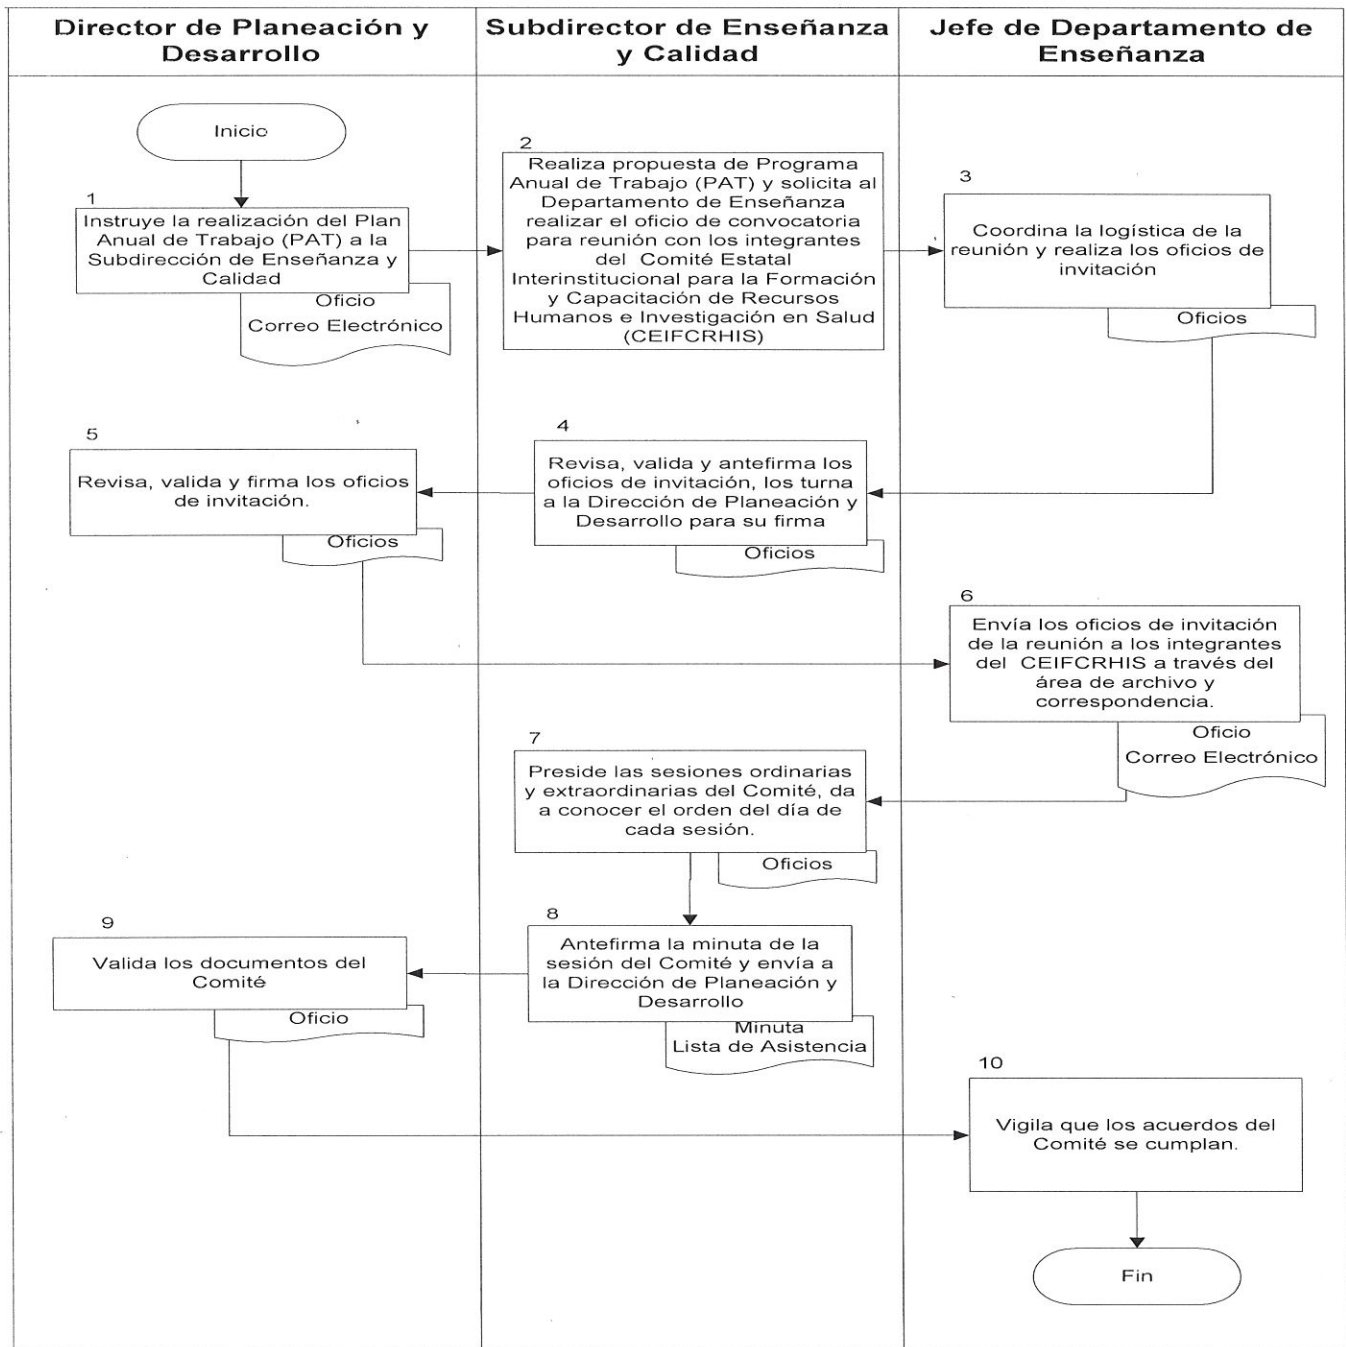 Director de Planeación y
Desarrollo
Subdirector de Enseñanza
y Calidad
Jefe de Departamento de
Enseñanza
Inicio
1
Instruye la realización del Plan
Anual de Trabajo (PAT) a la
Subdirección de Enseñanza y
Calidad
Oficio
Correo Electrónico
2
Realiza propuesta de Programa
Anual de Trabajo (PAT) y solicita al
Departamento de Enseñanza
realizar el oficio de convocatoria
para reunión con los integrantes
del Comité Estatal
Interinstitucional para la Formación
y Capacitación de Recursos
Humanos e Investigación en Salud
(CEIFCRHIS)
3
Coordina la logística de la
reunión y realiza los oficios de
invitación
Oficios
4
Revisa, valida y antefirma los
oficios de invitación, los turna
a la Dirección de Planeación y
Desarrollo para su firma
Oficios
5
Revisa, valida y firma los oficios
de invitación.
Oficios
6
Envía los oficios de invitación
de la reunión a los integrantes
del CEIFCRHIS a través del
área de archivo y
correspondencia.
Oficio
Correo Electrónico
7
Preside las sesiones ordinarias
y extraordinarias del Comité, da
a conocer el orden del día de
cada sesión.
Oficios
8
Antefirma la minuta de la
sesión del Comité y envía a
la Dirección de Planeación y
Desarrollo
Minuta
Lista de Asistencia
9
Valida los documentos del
Comité
Oficio
10
Vigila que los acuerdos del
Comité se cumplan.
Fin